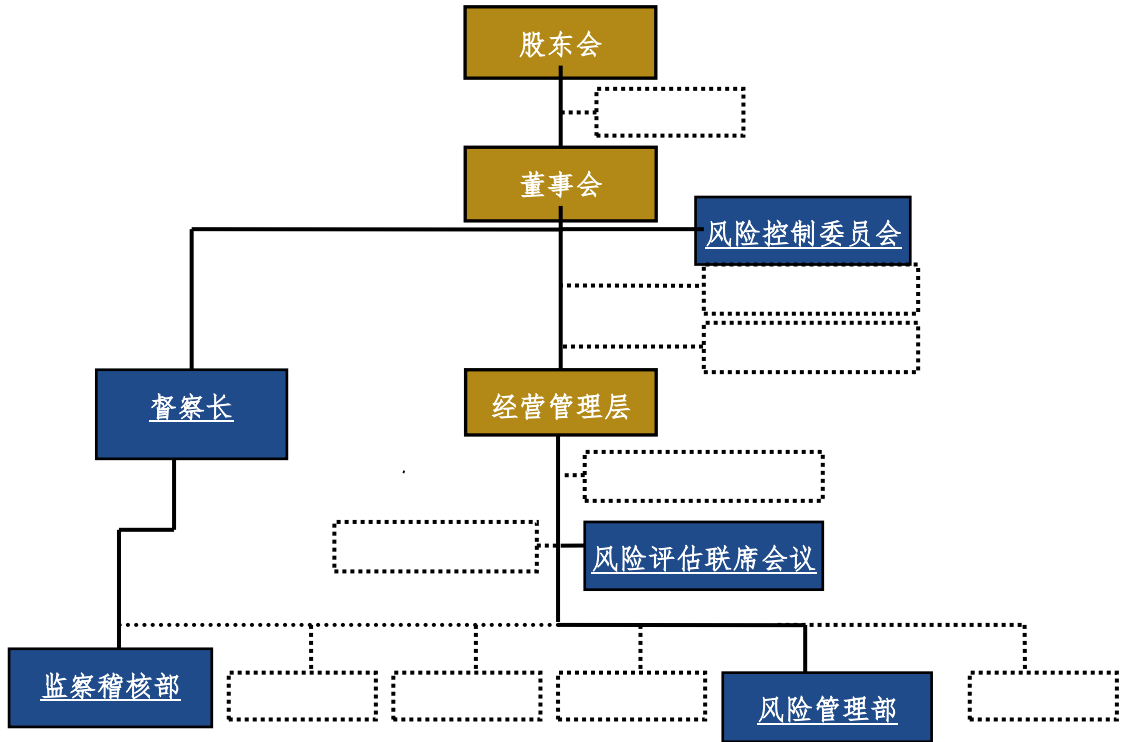 股东会
董事会
风险控制委员会
督察长
经营管理层
风险评估联席会议
监察稽核部
风险管理部